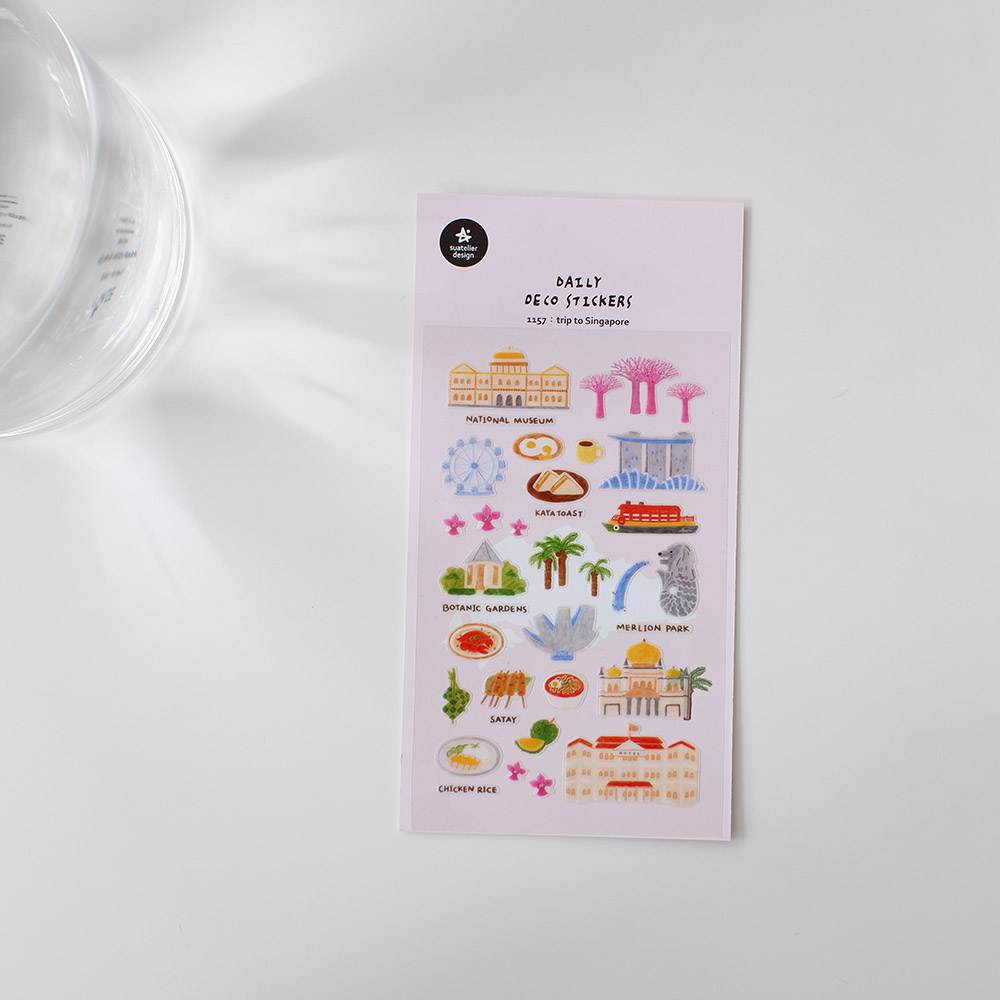 suatelier
design
DAILY
DECO STICKERS
1157 : trip to Singapore
NATIONAL MUSEUM
KAYA TOAST
BOTANIC GARDENS
MERLION PARK
SATAY
HOTEL
CHICKEN RICE